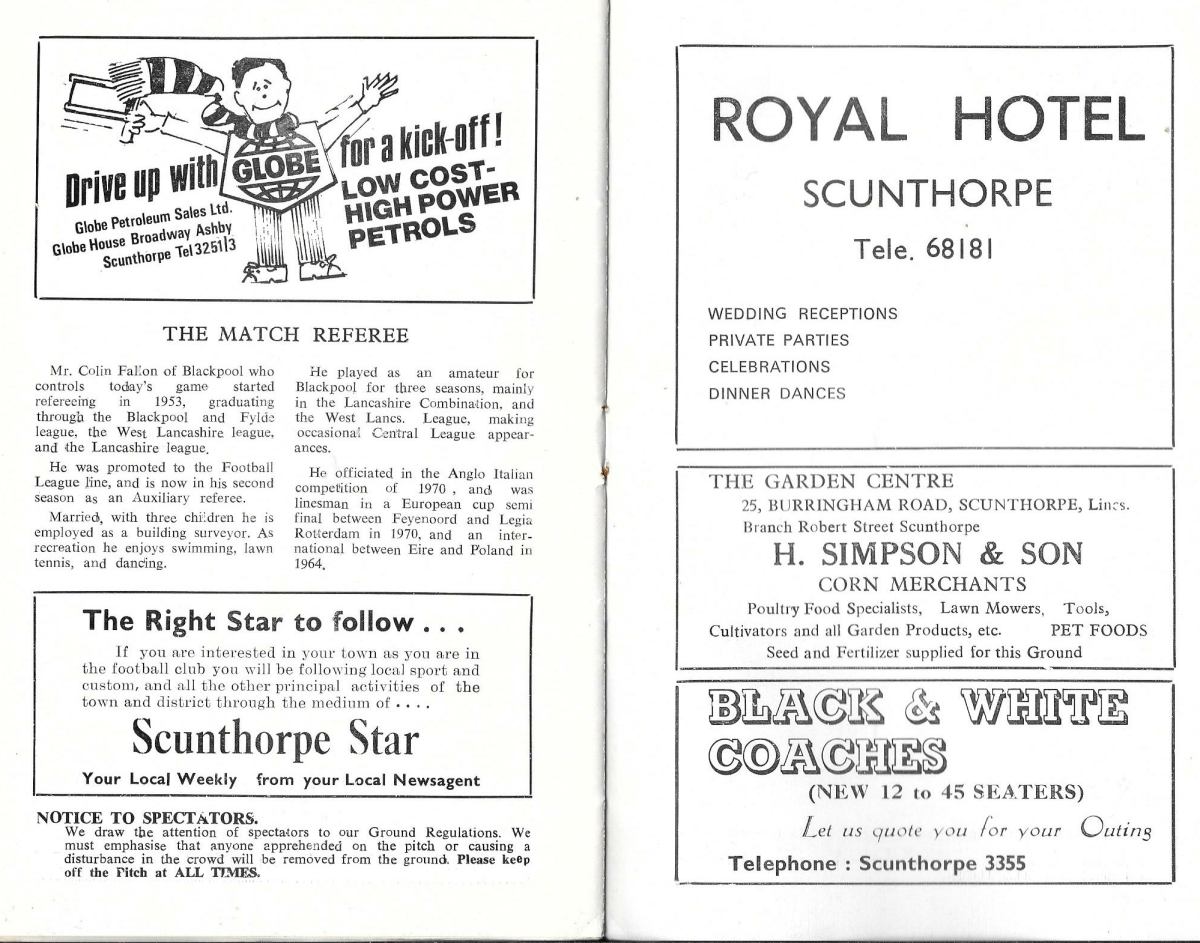 Drive up with
GLOBE
for a kick-off!
LOW COST-
HIGH POWER
PETROLS
Globe Petroleum Sales Ltd.
Globe House Broadway Ashby
Scunthorpe Tel 32511/3
THE MATCH REFEREE
Mr. Colin Fallon of Blackpool who
controls today's game started
refereeing in 1953, graduating
through the Blackpool and Fylde
league, the West Lancashire league,
and the Lancashire league.
He was promoted to the Football
League line, and is now in his second
season as an Auxiliary referee.
Married, with three children he is
employed as a building surveyor. As
recreation he enjoys swimming, lawn
tennis, and dancing.
He played as an amateur for
Blackpool for three seasons, mainly
in the Lancashire Combination, and
the West Lancs. League, making
occasional Central League appear-
ances.
He officiated in the Anglo Italian
competition of 1970 , and was
linesman in a European cup semi
final between Feyenoord and Legia
Rotterdam in 1970, and an inter-
national between Eire and Poland in
1964.
The Right Star to follow . . .
If you are interested in your town as you are in
the football club you will be following local sport and
custom, and all the other principal activities of the
town and district through the medium of . . . .
Scunthorpe Star
Your Local Weekly from your Local Newsagent
NOTICE TO SPECTATORS.
We draw the attention of spectators to our Ground Regulations. We
must emphasise that anyone apprehended on the pitch or causing a
disturbance in the crowd will be removed from the ground. Please keep
off the Pitch at ALL TIMES.
ROYAL HOTEL
SCUNTHORPE
Tele. 68181
WEDDING RECEPTIONS
PRIVATE PARTIES
CELEBRATIONS
DINNER DANCES
THE GARDEN CENTRE
25, BURRINGHAM ROAD, SCUNTHORPE, Lincs.
Branch Robert Street Scunthorpe
H. SIMPSON & SON
CORN MERCHANTS
Poultry Food Specialists, Lawn Mowers, Tools,
Cultivators and all Garden Products, etc. PET FOODS
Seed and Fertilizer supplied for this Ground
BLACK & WHITE
COACHES
(NEW 12 to 45 SEATERS)
Let us quote you for your Outing
Telephone : Scunthorpe 3355